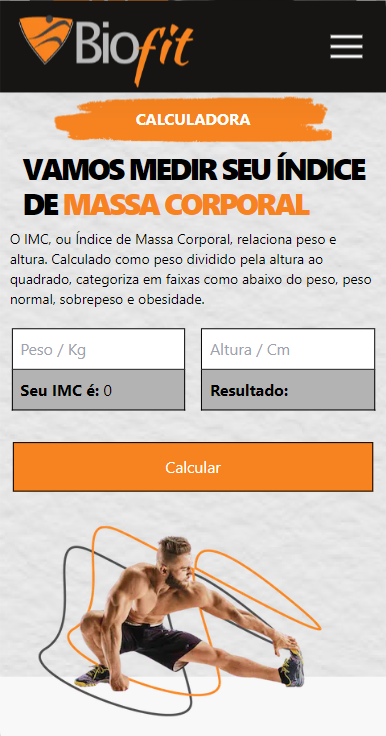 Biofit
CALCULADORA
VAMOS MEDIR SEU ÍNDICE
DE MASSA CORPORAL
O IMC, ou Índice de Massa Corporal, relaciona peso e
altura. Calculado como peso dividido pela altura ao
quadrado, categoriza em faixas como abaixo do peso, peso
normal, sobrepeso e obesidade.
Peso / Kg
Altura / Cm
Seu IMC é: 0
Resultado:
Calcular